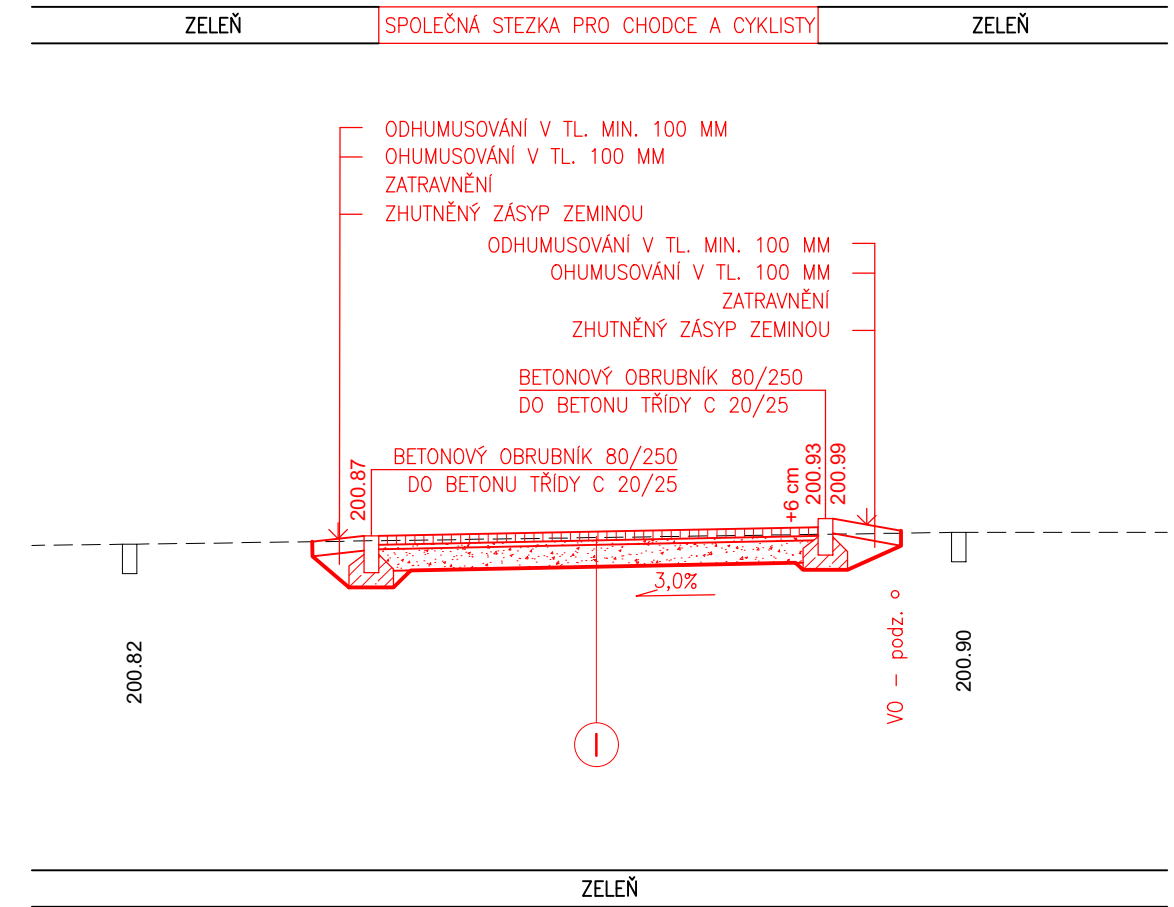 ZELEŇ
SPOLEČNÁ STEZKA PRO CHODCE A CYKLISTY
ZELEŇ
ODHUMUSOVÁNÍ V TL. MIN. 100 MM
OHUMUSOVÁNÍ V TL. 100 MM
ZATRAVNĚNÍ
ZHUTNĚNÝ ZÁSYP ZEMINOU
ODHUMUSOVÁNÍ V TL. MIN. 100 MM
OHUMUSOVÁNÍ V TL. 100 MM
ZATRAVNĚNÍ
ZHUTNĚNÝ ZÁSYP ZEMINOU
BETONOVÝ OBRUBNÍK 80/250
DO BETONU TŘÍDY C 20/25
BETONOVÝ OBRUBNÍK 80/250
DO BETONU TŘÍDY C 20/25
200.87
+6 cm
200.93
200.99
3,0%
200.82
VO – podz.
200.90
I
ZELEŇ